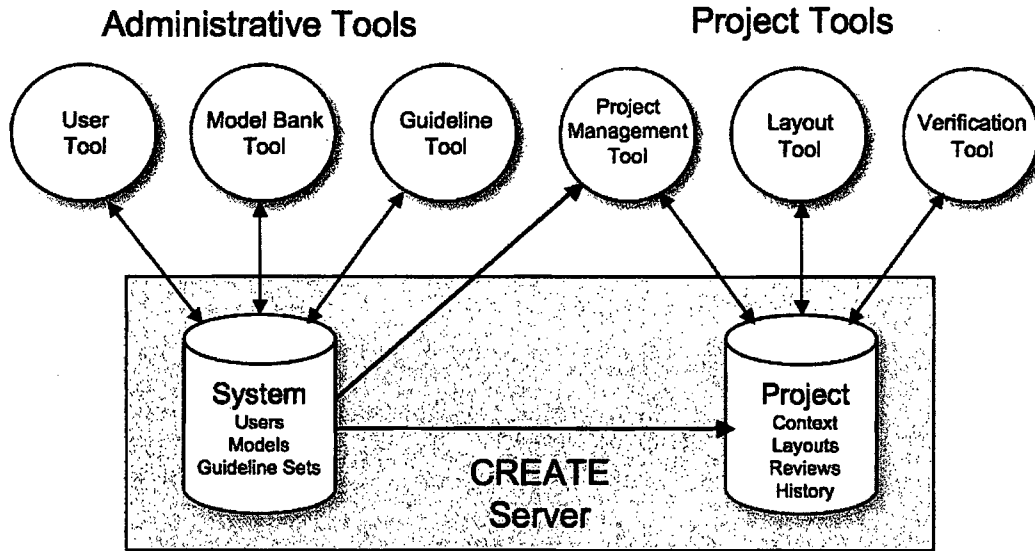 Administrative Tools
Project Tools
User
Tool
Model Bank
Tool
Guideline
Tool
Project
Management
Tool
Layout
Tool
Verification
Tool
System
Users
Models
Guideline Sets
CREATE
Server
Project
Context
Layouts
Reviews
History